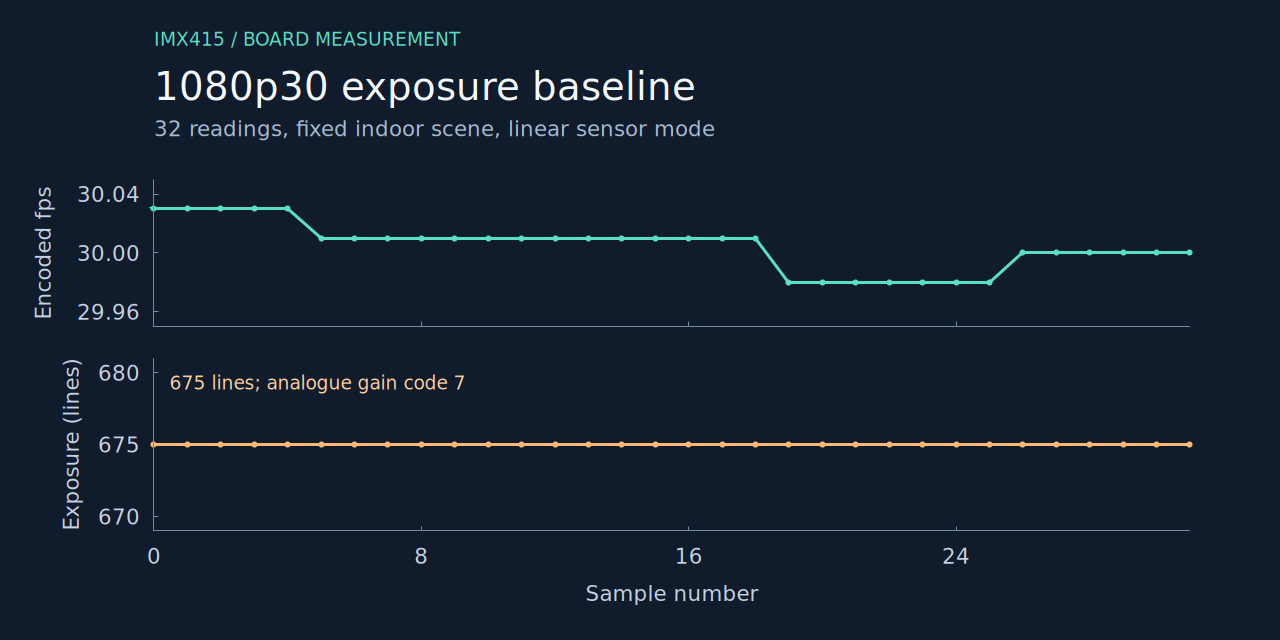 IMX415 / BOARD MEASUREMENT
1080p30 exposure baseline
32 readings, fixed indoor scene, linear sensor mode
Encoded fps
30.04
30.00
29.96
Exposure (lines)
680
675
670
675 lines; analogue gain code 7
0 8 16 24
Sample number